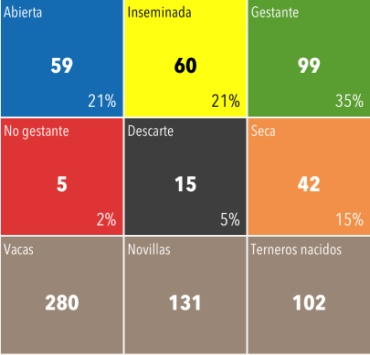 Abierta
59
21%
Inseminada
60
21%
Gestante
99
35%
No gestante
5
2%
Descarte
15
5%
Seca
42
15%
Vacas
280
Novillas
131
Terneros nacidos
102